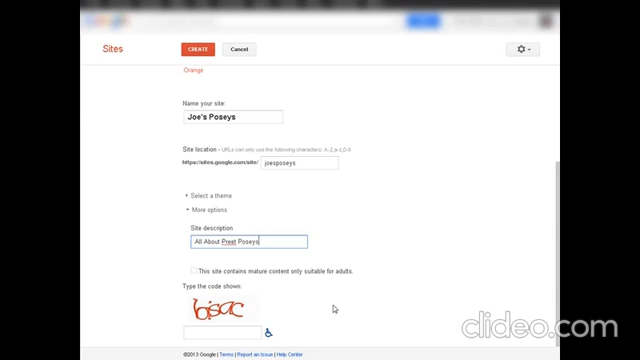 Sites
CREATE Cancel
Orange
Name your site:
Joe's Poseys
Site location - URLs can only use the following characters: A-Z,a-z,0-9
https://sites.google.com/site/ joesposeys
Select a theme
More options
Site description
All About Preet Poseys
This site contains mature content only suitable for adults.
Type the code shown:
clideo.com
©2013 Google | Terms | Report an Issue | Help Center